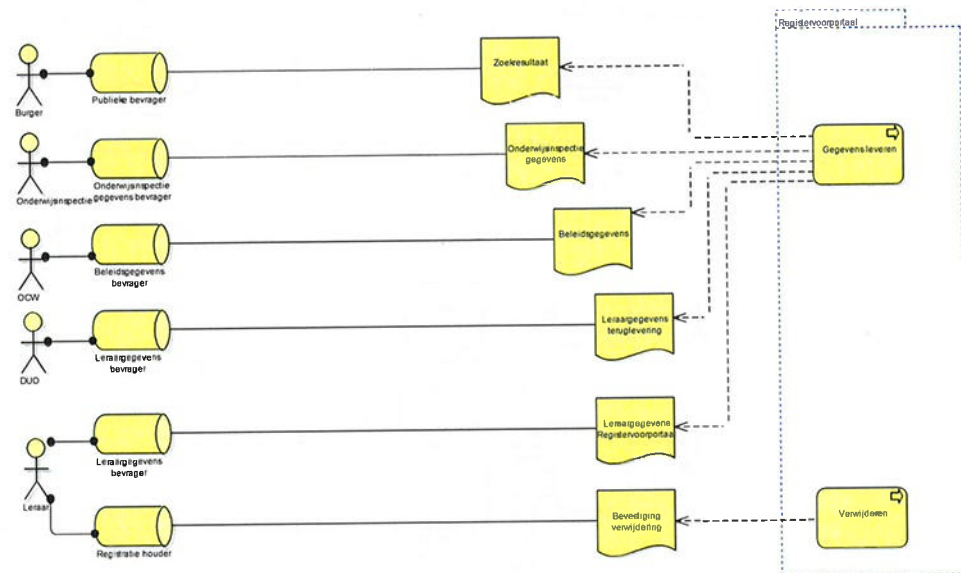 Registervoorportaal
Zoekresultaat
Burger
Publieke bevrager
Onderwijsinspectie
gegevens
Gegevens leveren
Onderwijsinspectie
Onderwijsinspectie
gegevens bevrager
Beleidsgegevens
OCW
Beleidsgegevens
bevrager
Leraargegevens
teruglevering
DUO
Leraargegevens
bevrager
Leraargegevens
Registervoorportaal
Leraargegevens
bevrager
Leraar
Bevediging
verwijdering
Verwijderen
Registratie houder